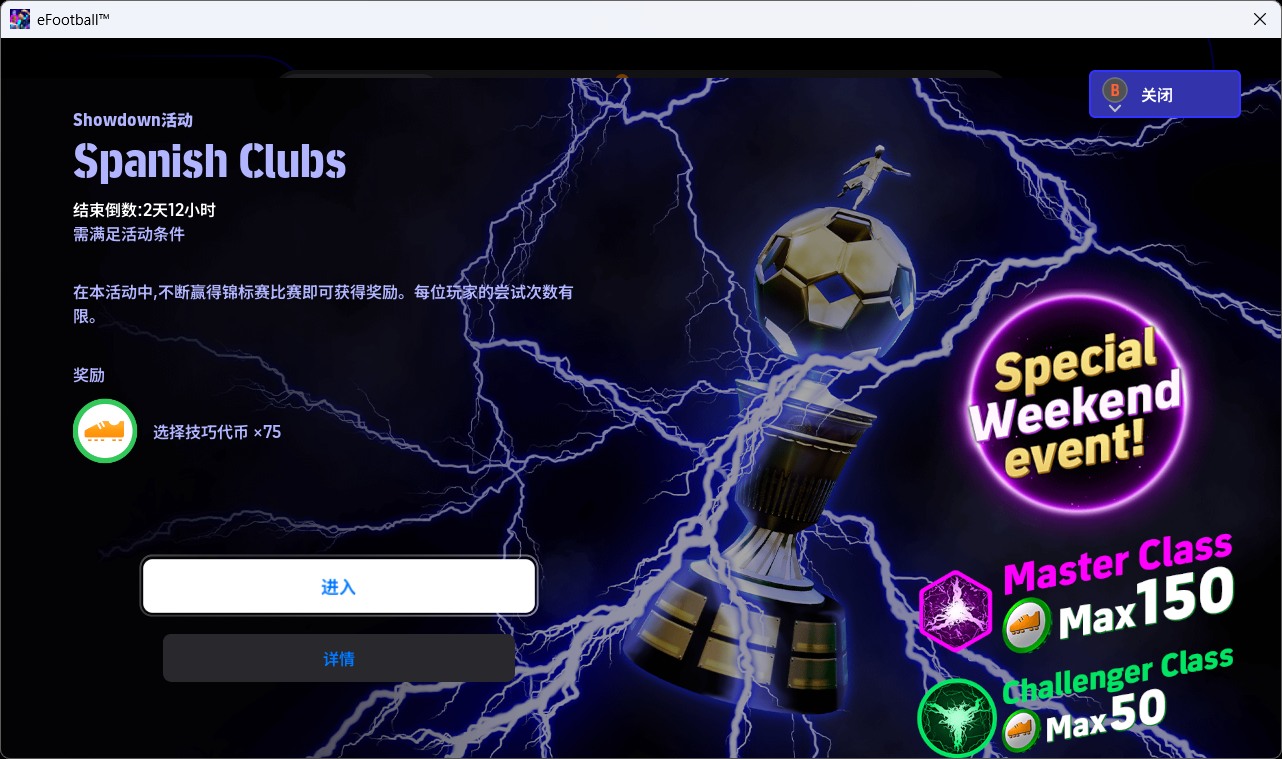 eFootball™
B
关闭
Showdown活动
Spanish Clubs
结束倒数:2天12小时
需满足活动条件
在本活动中,不断赢得锦标赛比赛即可获得奖励。每位玩家的尝试次数有
限。
奖励
选择技巧代币 ×75
进入
详情
Special
Weekend
event!
Master Class
Max150
Challenger Class
Max50